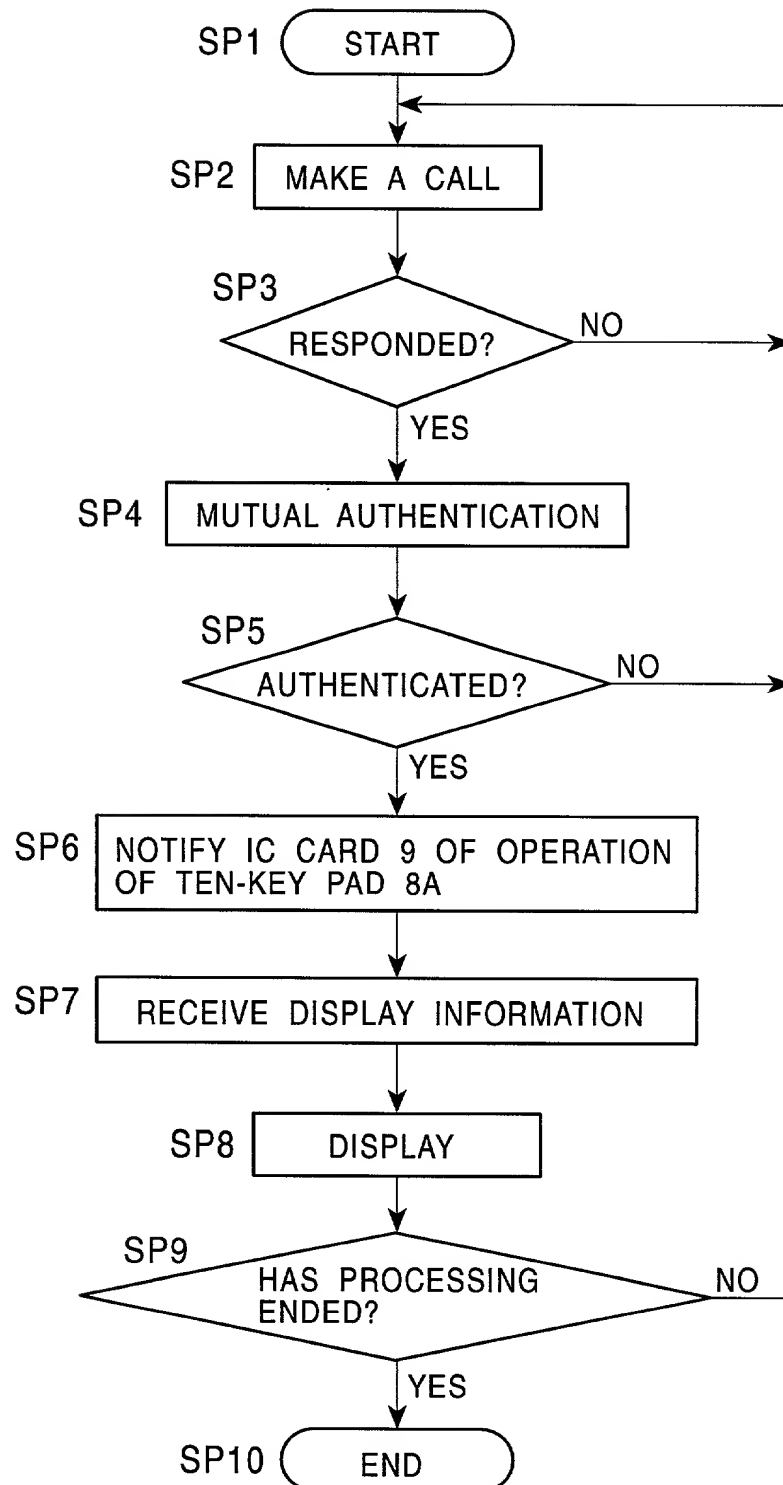 SP1 START
SP2 MAKE A CALL
SP3
RESPONDED?
NO
YES
SP4 MUTUAL AUTHENTICATION
SP5
AUTHENTICATED?
NO
YES
SP6 NOTIFY IC CARD 9 OF OPERATION
OF TEN-KEY PAD 8A
SP7 RECEIVE DISPLAY INFORMATION
SP8 DISPLAY
SP9
HAS PROCESSING
ENDED?
NO
YES
SP10 END